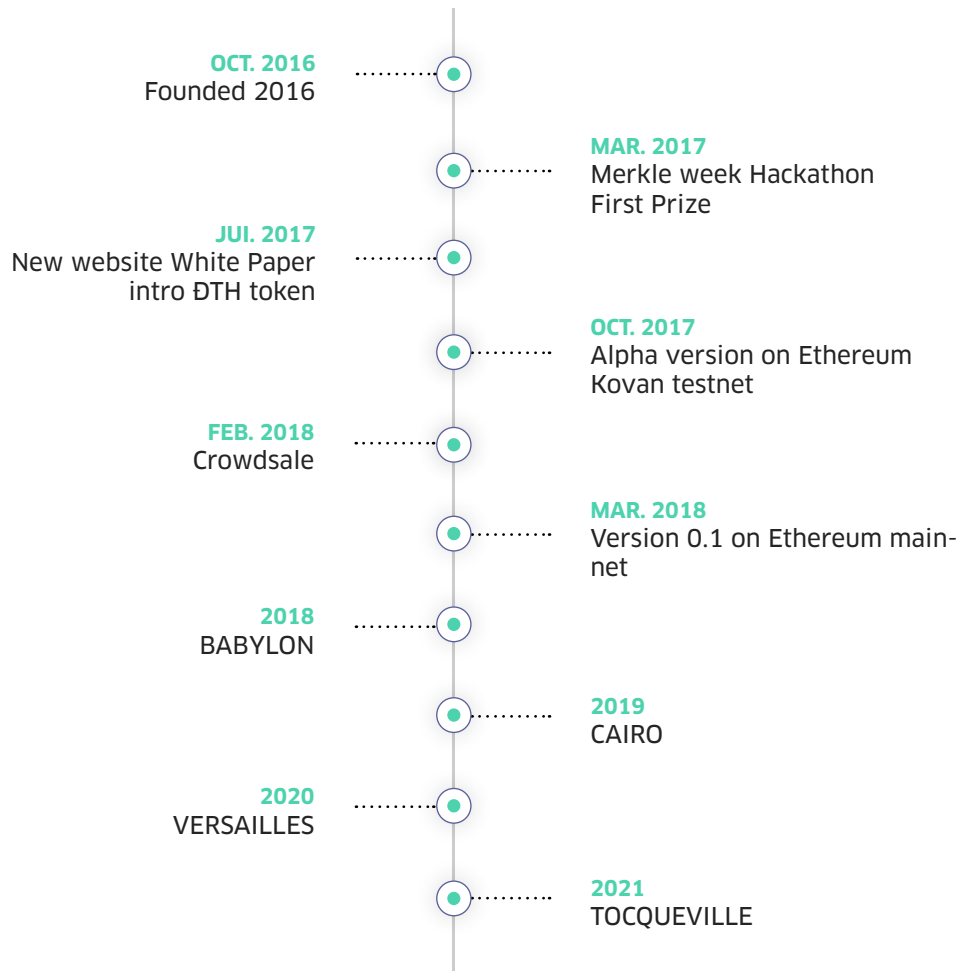 OCT. 2016
Founded 2016
MAR. 2017
Merkle week Hackathon
First Prize
JUI. 2017
New website White Paper
intro ĐTH token
OCT. 2017
Alpha version on Ethereum
Kovan testnet
FEB. 2018
Crowdsale
MAR. 2018
Version 0.1 on Ethereum main-
net
2018
BABYLON
2019
CAIRO
2020
VERSAILLES
2021
TOCQUEVILLE